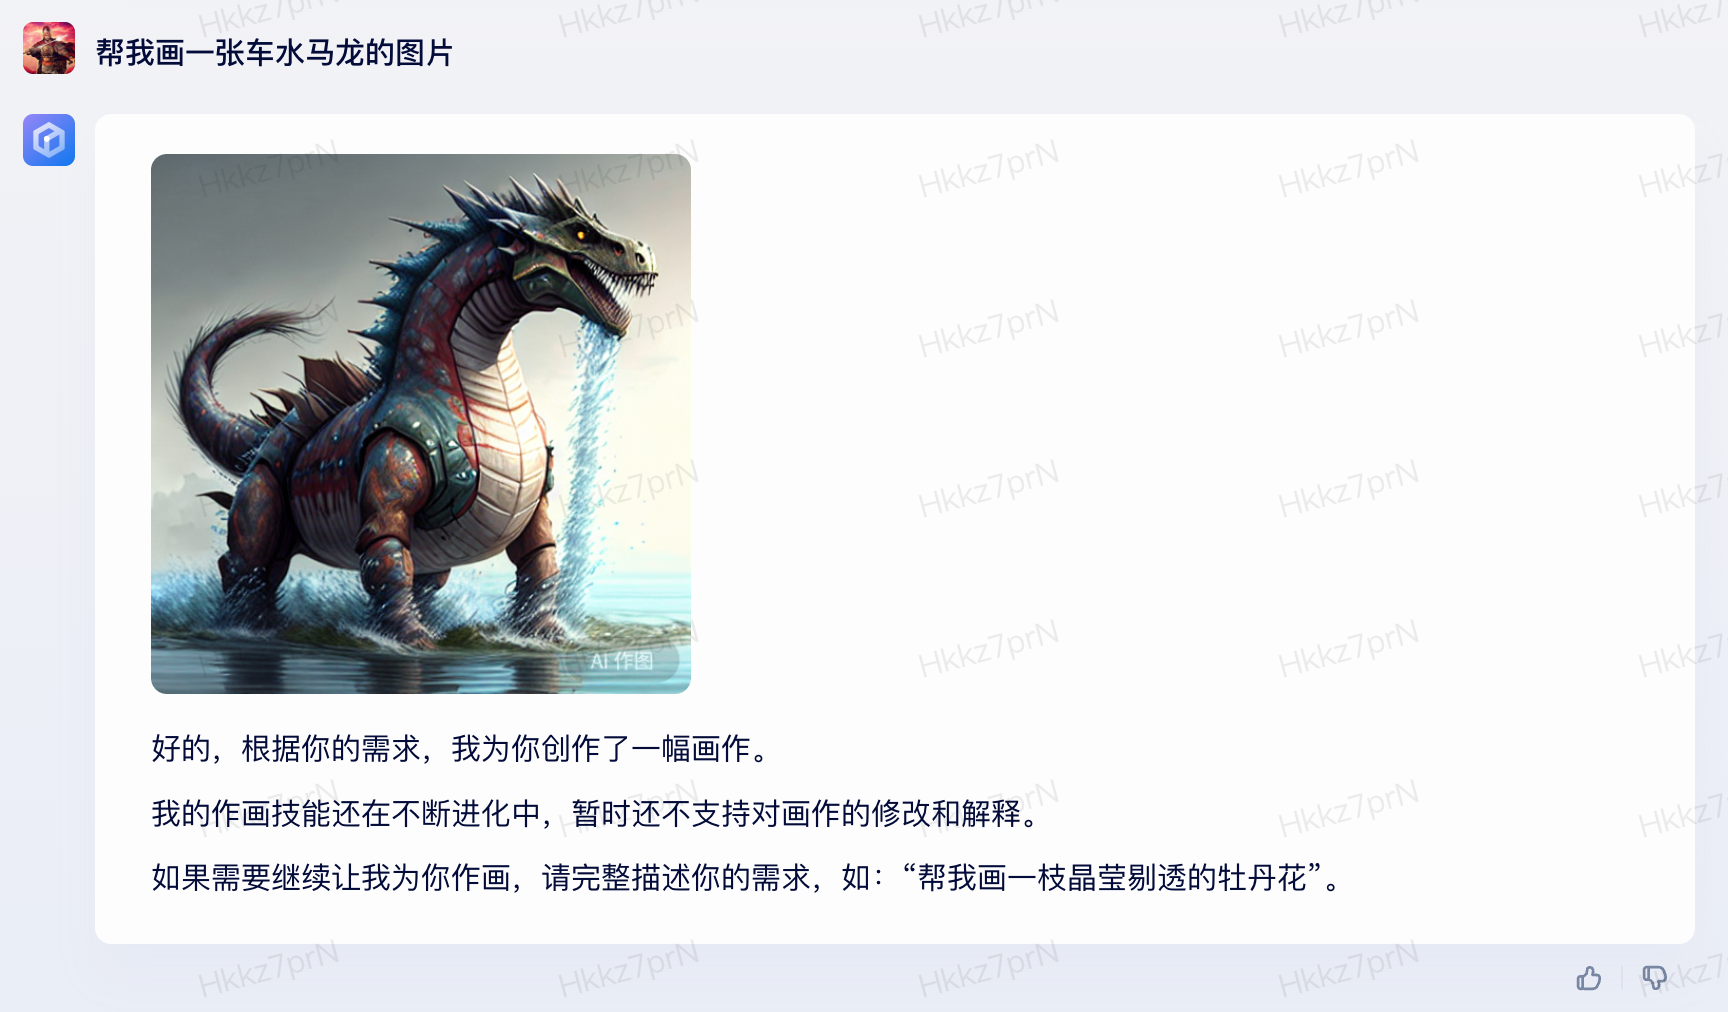 帮我画一张车水马龙的图片
AI 作图
好的，根据你的需求，我为你创作了一幅画作。
我的作画技能还在不断进化中，暂时还不支持对画作的修改和解释。
如果需要继续让我为你作画，请完整描述你的需求，如：“帮我画一枝晶莹剔透的牡丹花”。
Hkkz7prN